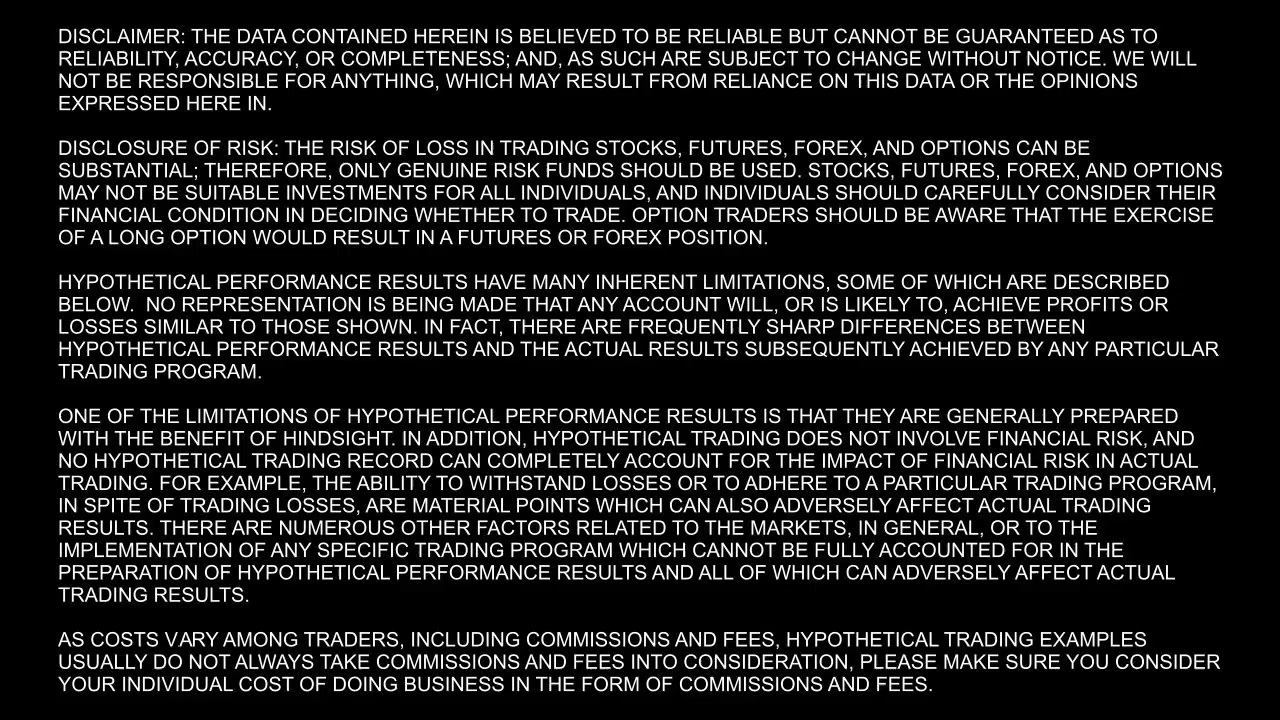 DISCLAIMER: THE DATA CONTAINED HEREIN IS BELIEVED TO BE RELIABLE BUT CANNOT BE GUARANTEED AS TO
RELIABILITY, ACCURACY, OR COMPLETENESS; AND, AS SUCH ARE SUBJECT TO CHANGE WITHOUT NOTICE. WE WILL
NOT BE RESPONSIBLE FOR ANYTHING, WHICH MAY RESULT FROM RELIANCE ON THIS DATA OR THE OPINIONS
EXPRESSED HERE IN.
DISCLOSURE OF RISK: THE RISK OF LOSS IN TRADING STOCKS, FUTURES, FOREX, AND OPTIONS CAN BE
SUBSTANTIAL; THEREFORE, ONLY GENUINE RISK FUNDS SHOULD BE USED. STOCKS, FUTURES, FOREX, AND OPTIONS
MAY NOT BE SUITABLE INVESTMENTS FOR ALL INDIVIDUALS, AND INDIVIDUALS SHOULD CAREFULLY CONSIDER THEIR
FINANCIAL CONDITION IN DECIDING WHETHER TO TRADE. OPTION TRADERS SHOULD BE AWARE THAT THE EXERCISE
OF A LONG OPTION WOULD RESULT IN A FUTURES OR FOREX POSITION.
HYPOTHETICAL PERFORMANCE RESULTS HAVE MANY INHERENT LIMITATIONS, SOME OF WHICH ARE DESCRIBED
BELOW.  NO REPRESENTATION IS BEING MADE THAT ANY ACCOUNT WILL, OR IS LIKELY TO, ACHIEVE PROFITS OR
LOSSES SIMILAR TO THOSE SHOWN. IN FACT, THERE ARE FREQUENTLY SHARP DIFFERENCES BETWEEN
HYPOTHETICAL PERFORMANCE RESULTS AND THE ACTUAL RESULTS SUBSEQUENTLY ACHIEVED BY ANY PARTICULAR
TRADING PROGRAM.
ONE OF THE LIMITATIONS OF HYPOTHETICAL PERFORMANCE RESULTS IS THAT THEY ARE GENERALLY PREPARED
WITH THE BENEFIT OF HINDSIGHT. IN ADDITION, HYPOTHETICAL TRADING DOES NOT INVOLVE FINANCIAL RISK, AND
NO HYPOTHETICAL TRADING RECORD CAN COMPLETELY ACCOUNT FOR THE IMPACT OF FINANCIAL RISK IN ACTUAL
TRADING. FOR EXAMPLE, THE ABILITY TO WITHSTAND LOSSES OR TO ADHERE TO A PARTICULAR TRADING PROGRAM,
IN SPITE OF TRADING LOSSES, ARE MATERIAL POINTS WHICH CAN ALSO ADVERSELY AFFECT ACTUAL TRADING
RESULTS. THERE ARE NUMEROUS OTHER FACTORS RELATED TO THE MARKETS, IN GENERAL, OR TO THE
IMPLEMENTATION OF ANY SPECIFIC TRADING PROGRAM WHICH CANNOT BE FULLY ACCOUNTED FOR IN THE
PREPARATION OF HYPOTHETICAL PERFORMANCE RESULTS AND ALL OF WHICH CAN ADVERSELY AFFECT ACTUAL
TRADING RESULTS.
AS COSTS VARY AMONG TRADERS, INCLUDING COMMISSIONS AND FEES, HYPOTHETICAL TRADING EXAMPLES
USUALLY DO NOT ALWAYS TAKE COMMISSIONS AND FEES INTO CONSIDERATION, PLEASE MAKE SURE YOU CONSIDER
YOUR INDIVIDUAL COST OF DOING BUSINESS IN THE FORM OF COMMISSIONS AND FEES.